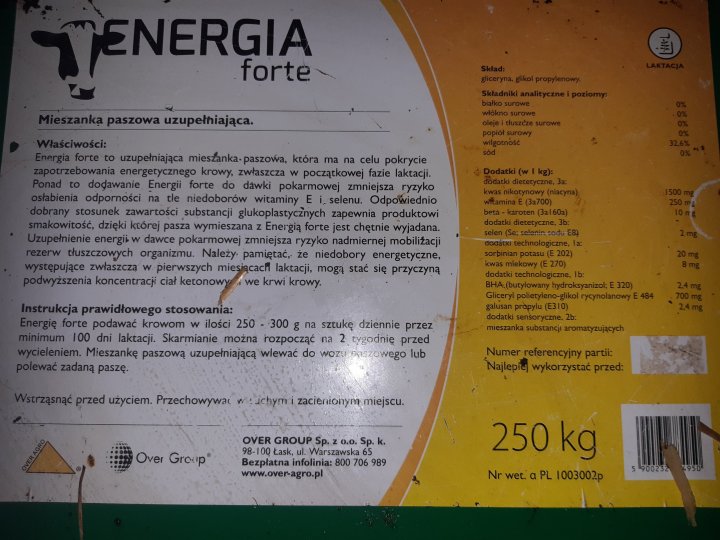 ENERGIA
forte
Mieszanka paszowa uzupełniająca.
Właściwości:
Energia forte to uzupełniająca mieszanka paszowa, która ma na celu pokrycie
zapotrzebowania energetycznego krowy, zwłaszcza w początkowej fazie laktacji.
Ponad to dodawanie Energii forte do dawki pokarmowej zmniejsza ryzyko
osłabienia odporności na tle niedoborów witaminy E i selenu. Odpowiednio
dobrany stosunek zawartości substancji glukoplastycznych zapewnia produktowi
smakowitość, dzięki której pasza wymieszana z Energią forte jest chętnie wyjadana.
Uzupełnienie energii w dawce pokarmowej zmniejsza ryzyko nadmiernej mobilizacji
rezerw tłuszczowych organizmu. Należy pamiętać, że niedobory energetyczne,
występujące zwłaszcza w pierwszych miesiącach laktacji, mogą stać się przyczyną
podwyższenia koncentracji ciał ketonowych we krwi krowy.
Instrukcja prawidłowego stosowania:
Energię forte podawać krowom w ilości 250 - 300 g na sztukę dziennie przez
minimum 100 dni laktacji. Skarmianie można rozpocząć na 2 tygodnie przed
wycieleniem. Mieszankę paszową uzupełniającą wlewać do wozu paszowego lub
polewać zadaną paszę.
Wstrząsnąć przed użyciem. Przechowywać w suchym i zacienionym miejscu.
OVER AGRO
Over Group®
OVER GROUP Sp. z o.o. Sp. k.
98-100 Łask, ul. Warszawska 65
Bezpłatna infolinia: 800 706 989
www.over-agro.pl
LAKTACJA
Skład:
gliceryna, glikol propylenowy.
Składniki analityczne i poziomy:
białko surowe 0%
włókno surowe 0%
oleje i tłuszcze surowe 0%
popiół surowy 0%
wilgotność 32,6%
sód 0%
Dodatki (w 1 kg):
dodatki dietetyczne, 3a:
kwas nikotynowy (niacyna) 1500 mg
witamina E (3a700) 250 mg
beta - karoten (3a160a) 10 mg
dodatki dietetyczne, 3b:
selen (Se; selenin sodu E8) 2 mg
dodatki technologiczne, 1a:
sorbinian potasu (E 202) 20 mg
kwas mlekowy (E 270) 8 mg
dodatki technologiczne, 1b:
BHA (butylowany hydroksyanizol; E 320) 2,4 mg
Gliceryl polietyleno-glikol rycynolanowy E 484 700 mg
galusan propylu (E310) 2,4 mg
dodatki sensoryczne, 2b:
mieszanka substancji aromatyzujących
Numer referencyjny partii:
Najlepiej wykorzystać przed:
250 kg
Nr wet. α PL 1003002p